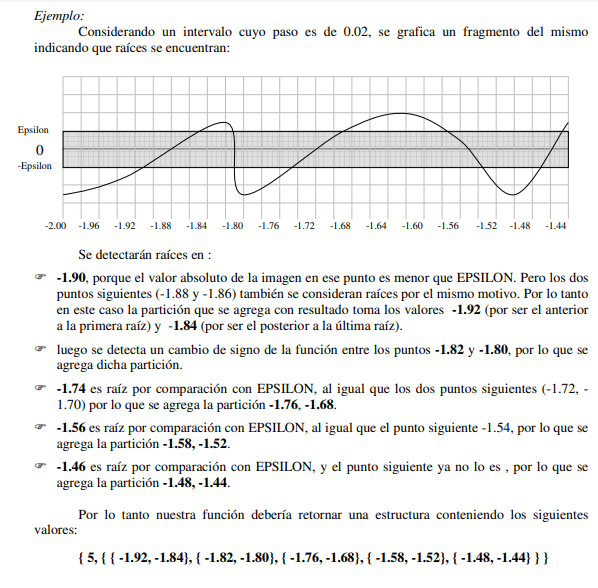 Ejemplo:
Considerando un intervalo cuyo paso es de 0.02, se grafica un fragmento del mismo
indicando que raíces se encuentran:
Epsilon
0
-Epsilon
-2.00 -1.96 -1.92 -1.88 -1.84 -1.80 -1.76 -1.72 -1.68 -1.64 -1.60 -1.56 -1.52 -1.48 -1.44
Se detectarán raíces en :
☞ -1.90, porque el valor absoluto de la imagen en ese punto es menor que EPSILON. Pero los dos
puntos siguientes (-1.88 y -1.86) también se consideran raíces por el mismo motivo. Por lo tanto
en este caso la partición que se agrega con resultado toma los valores -1.92 (por ser el anterior
a la primera raíz) y -1.84 (por ser el posterior a la última raíz).
☞ luego se detecta un cambio de signo de la función entre los puntos -1.82 y -1.80, por lo que se
agrega dicha partición.
☞ -1.74 es raíz por comparación con EPSILON, al igual que los dos puntos siguientes (-1.72, -
1.70) por lo que se agrega la partición -1.76, -1.68.
☞ -1.56 es raíz por comparación con EPSILON, al igual que el punto siguiente -1.54, por lo que se
agrega la partición -1.58, -1.52.
☞ -1.46 es raíz por comparación con EPSILON, y el punto siguiente ya no lo es , por lo que se
agrega la partición -1.48, -1.44.
Por lo tanto nuestra función debería retornar una estructura conteniendo los siguientes
valores:
{ 5, { { -1.92, -1.84}, { -1.82, -1.80}, { -1.76, -1.68}, { -1.58, -1.52}, { -1.48, -1.44} } }